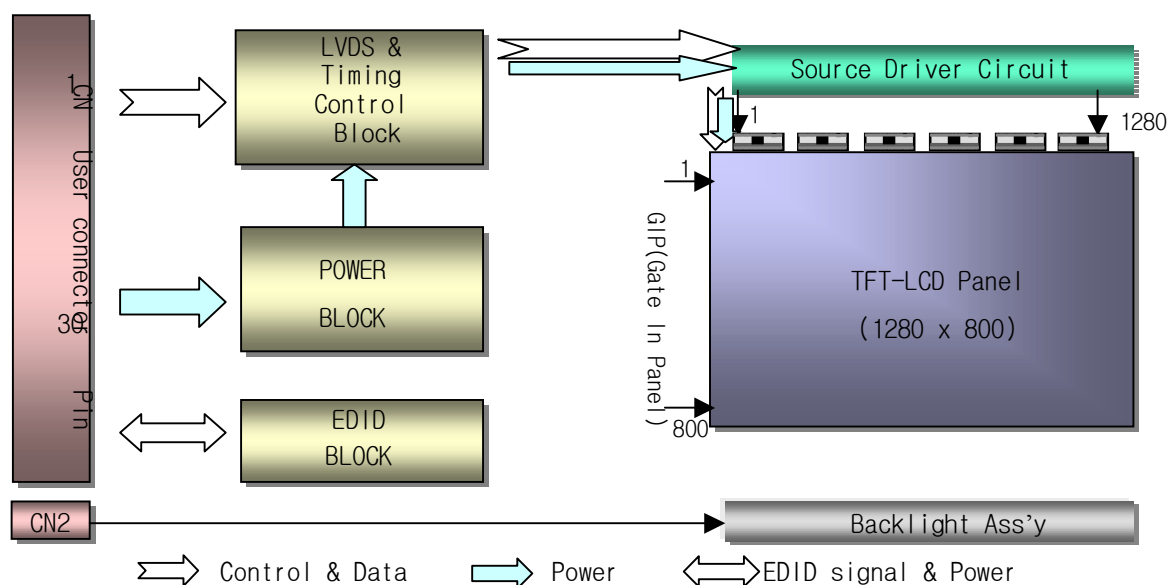 CN 1 User connector 30 Pin
LVDS &
Timing
Control
Block
POWER
BLOCK
EDID
BLOCK
Source Driver Circuit
1
1280
1
GIP(Gate In Panel)
800
TFT-LCD Panel
(1280 x 800)
CN2
Backlight Ass'y
Control & Data
Power
EDID signal & Power